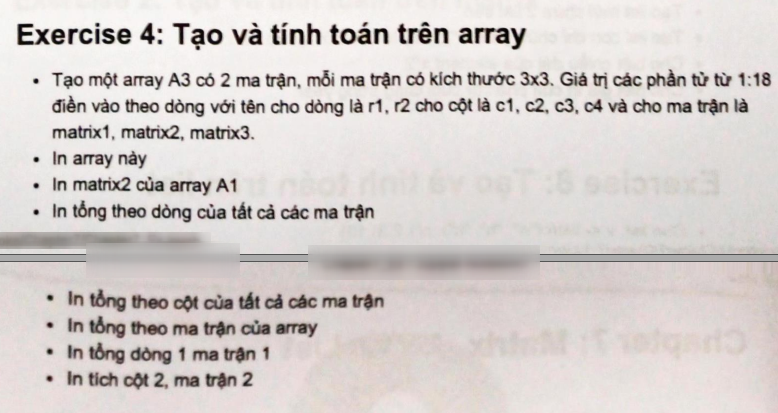 Exercise 4: Tạo và tính toán trên array
• Tạo một array A3 có 2 ma trận, mỗi ma trận có kích thước 3x3. Giá trị các phần tử từ 1:18
điền vào theo dòng với tên cho dòng là r1, r2 cho cột là c1, c2, c3, c4 và cho ma trận là
matrix1, matrix2, matrix3.
• In array này
• In matrix2 của array A1
• In tổng theo dòng của tất cả các ma trận
• In tổng theo cột của tất cả các ma trận
• In tổng theo ma trận của array
• In tổng dòng 1 ma trận 1
• In tích cột 2, ma trận 2